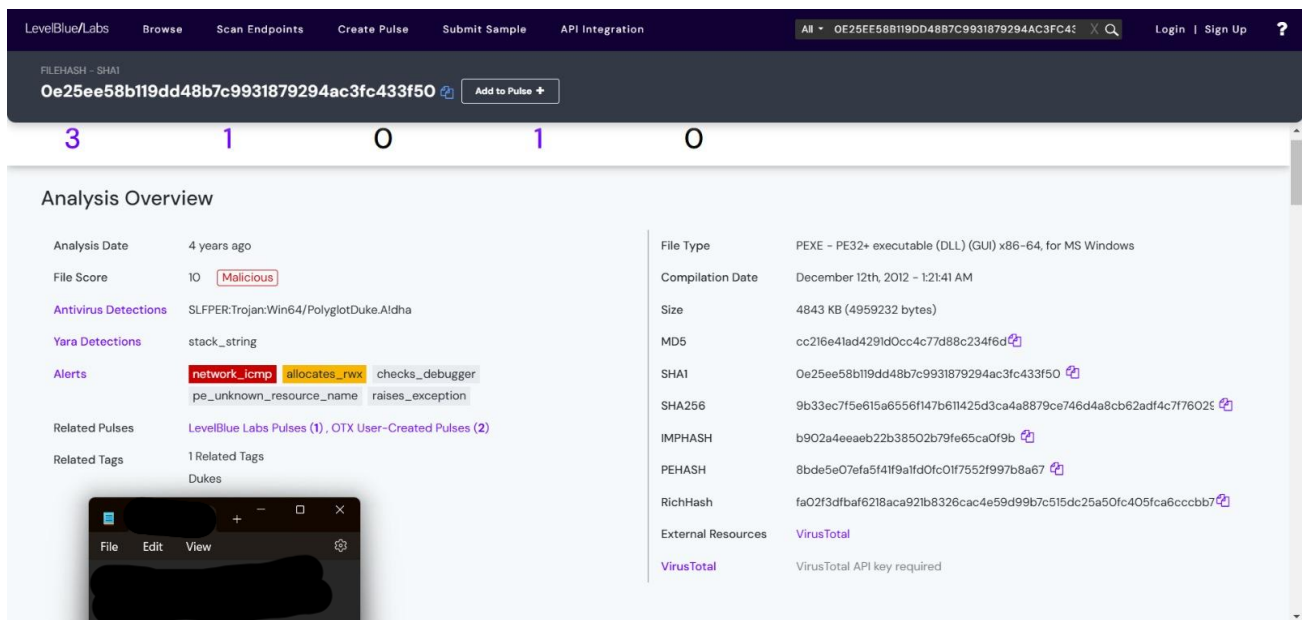 LevelBlue/Labs Browse Scan Endpoints Create Pulse Submit Sample API Integration All 0E25EE58B119DD48B7C9931879294AC3FC43 X Login | Sign Up ?
FILEHASH - SHA1
0e25ee58b119dd48b7c9931879294ac3fc433f50 Add to Pulse +
3 1 0 1 0
Analysis Overview
Analysis Date 4 years ago
File Score 10 Malicious
Antivirus Detections SLFPER:Trojan:Win64/PolyglotDuke.A!dha
Yara Detections stack_string
Alerts network_icmp allocates_rwx checks_debugger
pe_unknown_resource_name raises_exception
Related Pulses LevelBlue Labs Pulses (1) , OTX User-Created Pulses (2)
Related Tags 1 Related Tags
Dukes
File Type PEXE - PE32+ executable (DLL) (GUI) x86-64, for MS Windows
Compilation Date December 12th, 2012 - 1:21:41 AM
Size 4843 KB (4959232 bytes)
MD5 cc216e41ad4291d0cc4c77d88c234f6d
SHA1 0e25ee58b119dd48b7c9931879294ac3fc433f50
SHA256 9b33ec7f5e615a6556f147b611425d3ca4a8879ce746d4a8cb62adf4c7f76029
IMPHASH b902a4eeaeb22b38502b79fe65ca0f9b
PEHASH 8bde5e07efa5f41f9a1fd0fc01f7552f997b8a67
RichHash fa02f3dfbaf6218aca921b8326cac4e59d99b7c515dc25a50fc405fca6cccbb7
External Resources VirusTotal
VirusTotal VirusTotal API key required
File Edit View